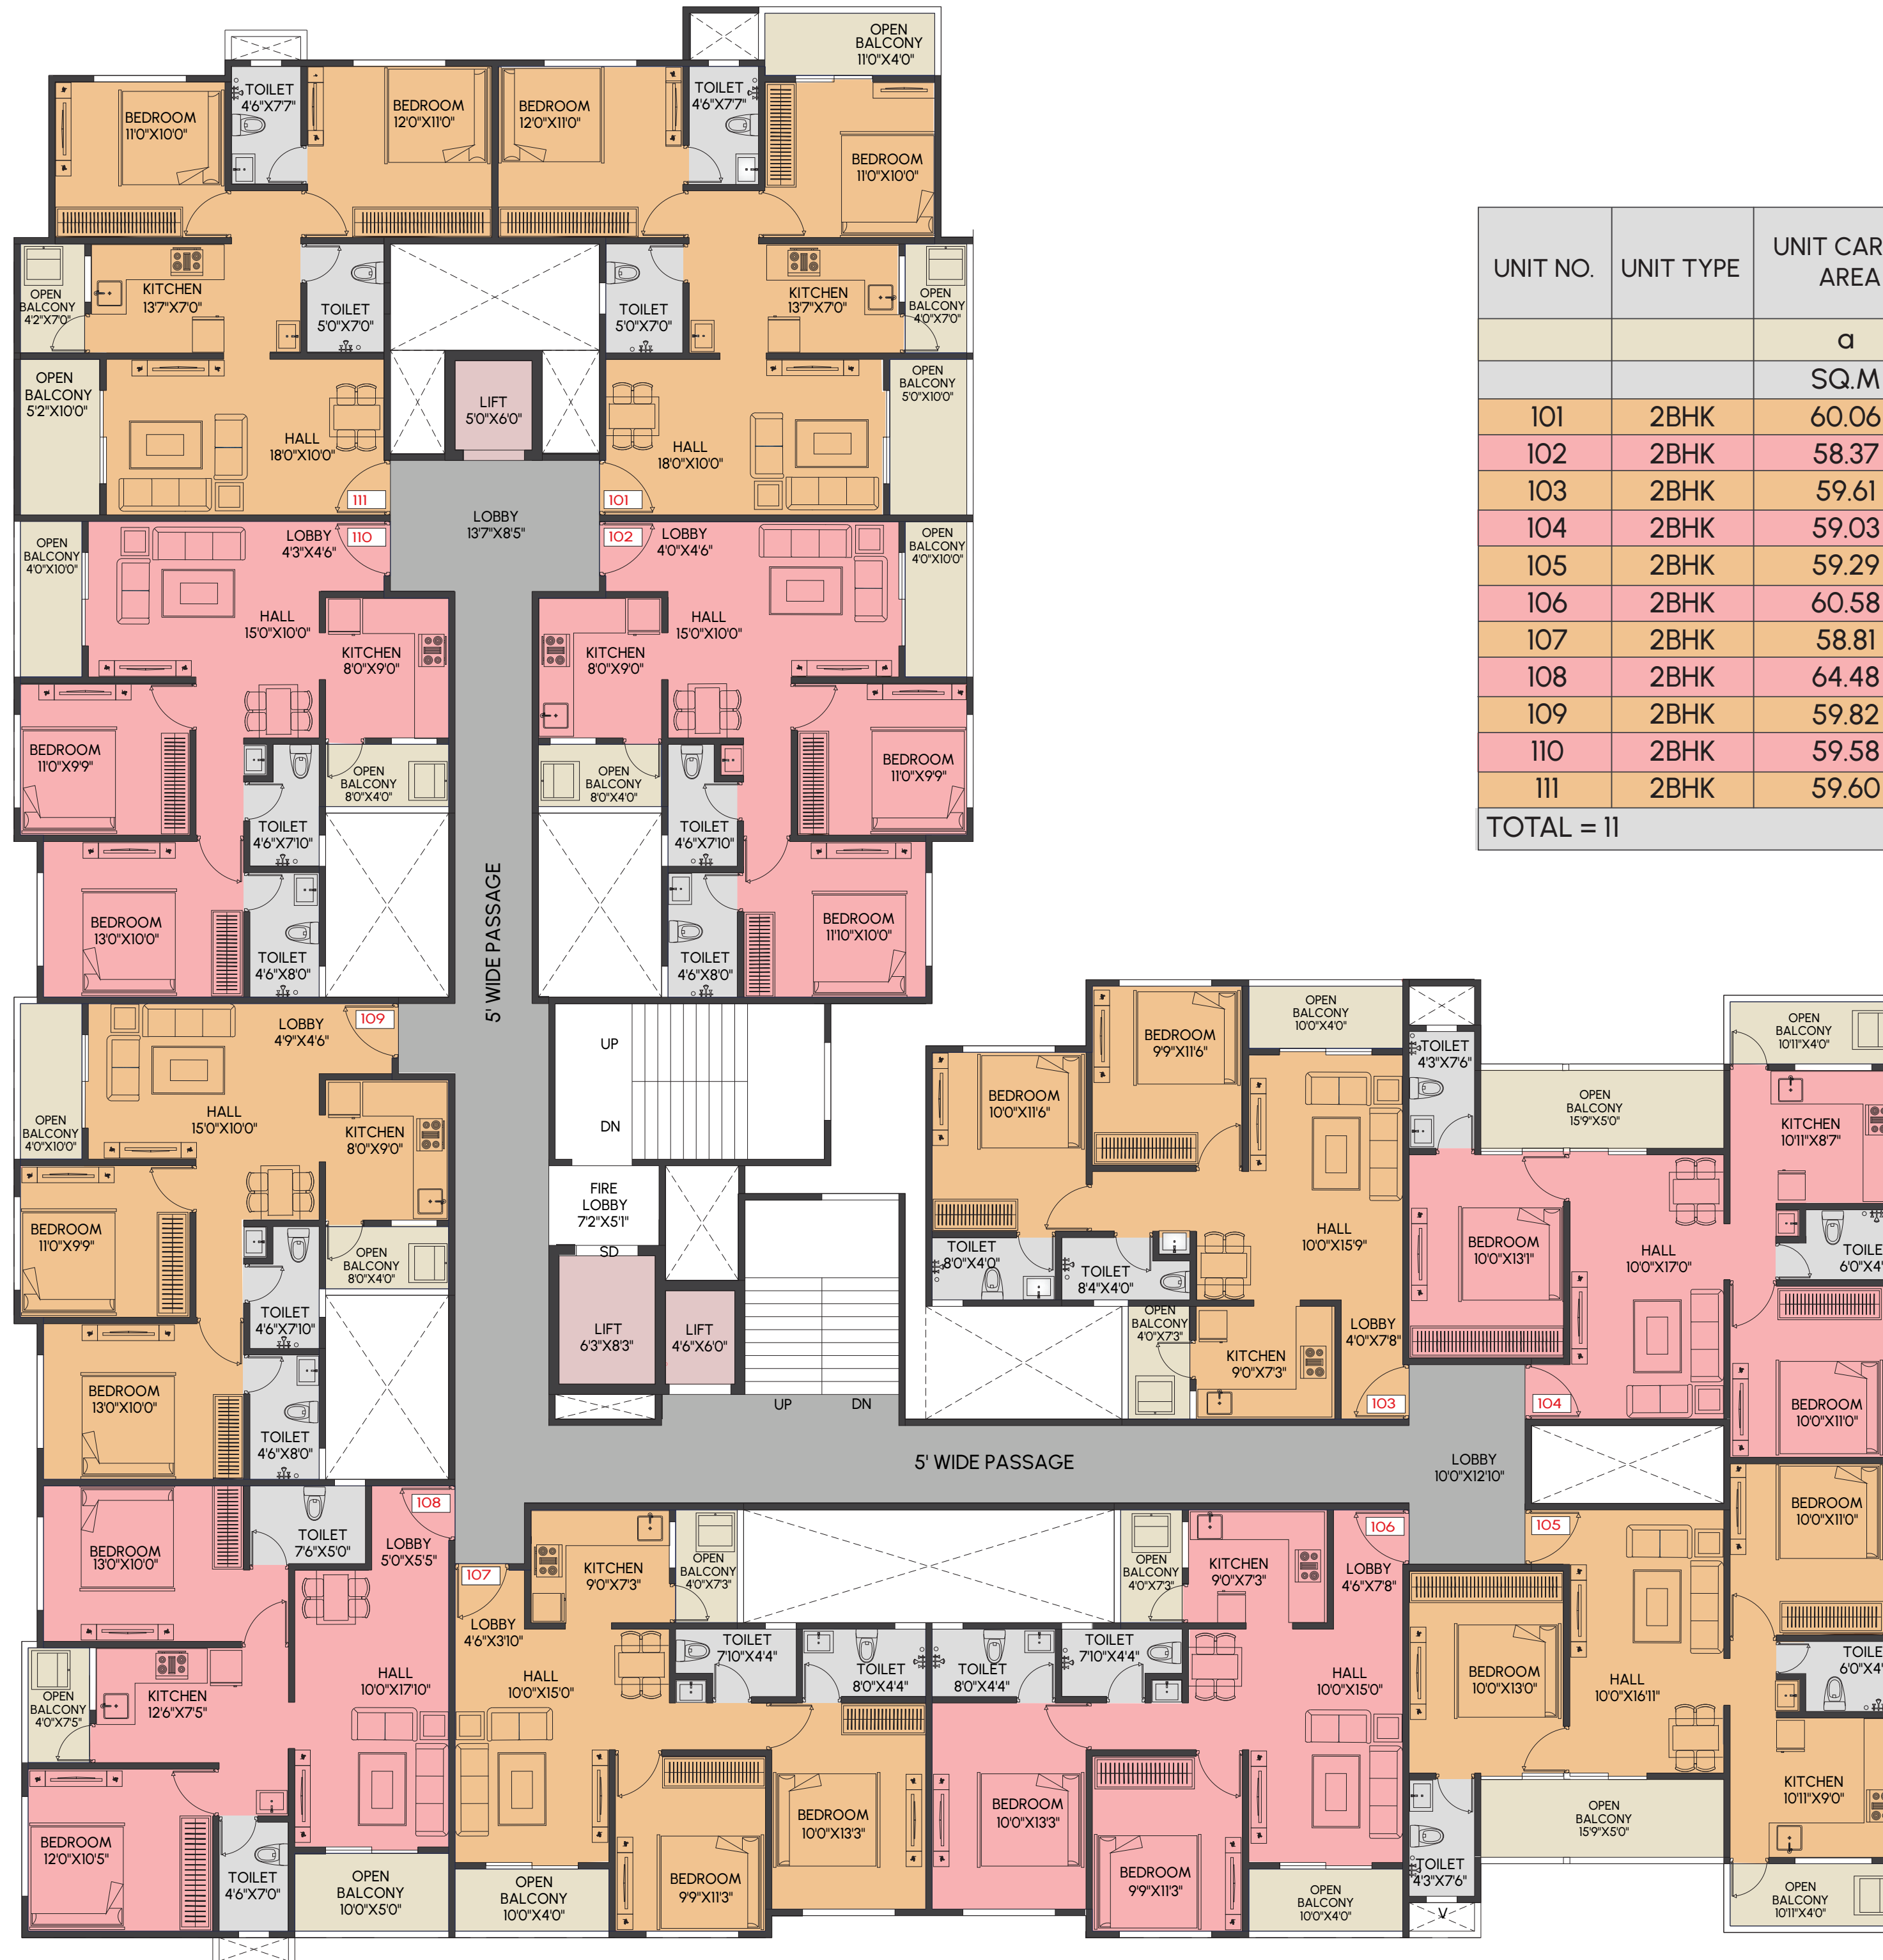 OPEN
BALCONY
11'0"X4'0"
TOILET
4'6"X7'7"
BEDROOM
11'0"X10'0"
BEDROOM
12'0"X11'0"
BEDROOM
12'0"X11'0"
TOILET
4'6"X7'7"
BEDROOM
11'0"X10'0"
OPEN
BALCONY
4'2"X7'0"
KITCHEN
13'7"X7'0"
TOILET
5'0"X7'0"
TOILET
5'0"X7'0"
KITCHEN
13'7"X7'0"
OPEN
BALCONY
4'0"X7'0"
OPEN
BALCONY
5'2"X10'0"
HALL
18'0"X10'0"
111
LIFT
5'0"X6'0"
HALL
18'0"X10'0"
101
OPEN
BALCONY
5'0"X10'0"
LOBBY
13'7"X8'5"
OPEN
BALCONY
4'0"X10'0"
LOBBY
4'3"X4'6"
110
102
LOBBY
4'0"X4'6"
OPEN
BALCONY
4'0"X10'0"
HALL
15'0"X10'0"
KITCHEN
8'0"X9'0"
KITCHEN
8'0"X9'0"
HALL
15'0"X10'0"
BEDROOM
11'0"X9'9"
OPEN
BALCONY
8'0"X4'0"
OPEN
BALCONY
8'0"X4'0"
BEDROOM
11'0"X9'9"
TOILET
4'6"X7'10"
TOILET
4'6"X7'10"
BEDROOM
13'0"X10'0"
TOILET
4'6"X8'0"
TOILET
4'6"X8'0"
BEDROOM
11'10"X10'0"
5' WIDE PASSAGE
UNIT NO. UNIT TYPE UNIT CAR
AREA
a
SQ.M
101 2BHK 60.06
102 2BHK 58.37
103 2BHK 59.61
104 2BHK 59.03
105 2BHK 59.29
106 2BHK 60.58
107 2BHK 58.81
108 2BHK 64.48
109 2BHK 59.82
110 2BHK 59.58
111 2BHK 59.60
TOTAL = 11
LOBBY
4'9"X4'6"
109
OPEN
BALCONY
4'0"X10'0"
HALL
15'0"X10'0"
KITCHEN
8'0"X9'0"
BEDROOM
11'0"X9'9"
OPEN
BALCONY
8'0"X4'0"
TOILET
4'6"X7'10"
BEDROOM
13'0"X10'0"
TOILET
4'6"X8'0"
UP
DN
FIRE
LOBBY
7'2"X5'1"
SD
LIFT
6'3"X8'3"
LIFT
4'6"X6'0"
UP
DN
5' WIDE PASSAGE
BEDROOM
10'0"X11'6"
BEDROOM
9'9"X11'6"
OPEN
BALCONY
10'0"X4'0"
TOILET
8'0"X4'0"
TOILET
8'4"X4'0"
HALL
10'0"X15'9"
OPEN
BALCONY
4'0"X7'3"
KITCHEN
9'0"X7'3"
LOBBY
4'0"X7'8"
103
TOILET
4'3"X7'6"
OPEN
BALCONY
15'9"X5'0"
OPEN
BALCONY
10'11"X4'0"
KITCHEN
10'11"X8'7"
BEDROOM
10'0"X13'1"
HALL
10'0"X17'0"
TOILE
6'0"X4'
104
BEDROOM
10'0"X11'0"
LOBBY
10'0"X12'10"
BEDROOM
13'0"X10'0"
TOILET
7'6"X5'0"
108
LOBBY
5'0"X5'5"
OPEN
BALCONY
4'0"X7'5"
KITCHEN
12'6"X7'5"
HALL
10'0"X17'10"
BEDROOM
12'0"X10'5"
TOILET
4'6"X7'0"
OPEN
BALCONY
10'0"X5'0"
107
LOBBY
4'6"X3'10"
KITCHEN
9'0"X7'3"
OPEN
BALCONY
4'0"X7'3"
HALL
10'0"X15'0"
TOILET
7'10"X4'4"
TOILET
8'0"X4'4"
OPEN
BALCONY
10'0"X4'0"
BEDROOM
9'9"X11'3"
BEDROOM
10'0"X13'3"
OPEN
BALCONY
4'0"X7'3"
KITCHEN
9'0"X7'3"
106
LOBBY
4'6"X7'8"
TOILET
8'0"X4'4"
TOILET
7'10"X4'4"
HALL
10'0"X15'0"
BEDROOM
10'0"X13'3"
BEDROOM
9'9"X11'3"
OPEN
BALCONY
10'0"X4'0"
105
BEDROOM
10'0"X11'0"
BEDROOM
10'0"X13'0"
HALL
10'0"X16'11"
TOILE
6'0"X4'
KITCHEN
10'11"X9'0"
OPEN
BALCONY
15'9"X5'0"
TOILET
4'3"X7'6"
V
OPEN
BALCONY
10'11"X4'0"